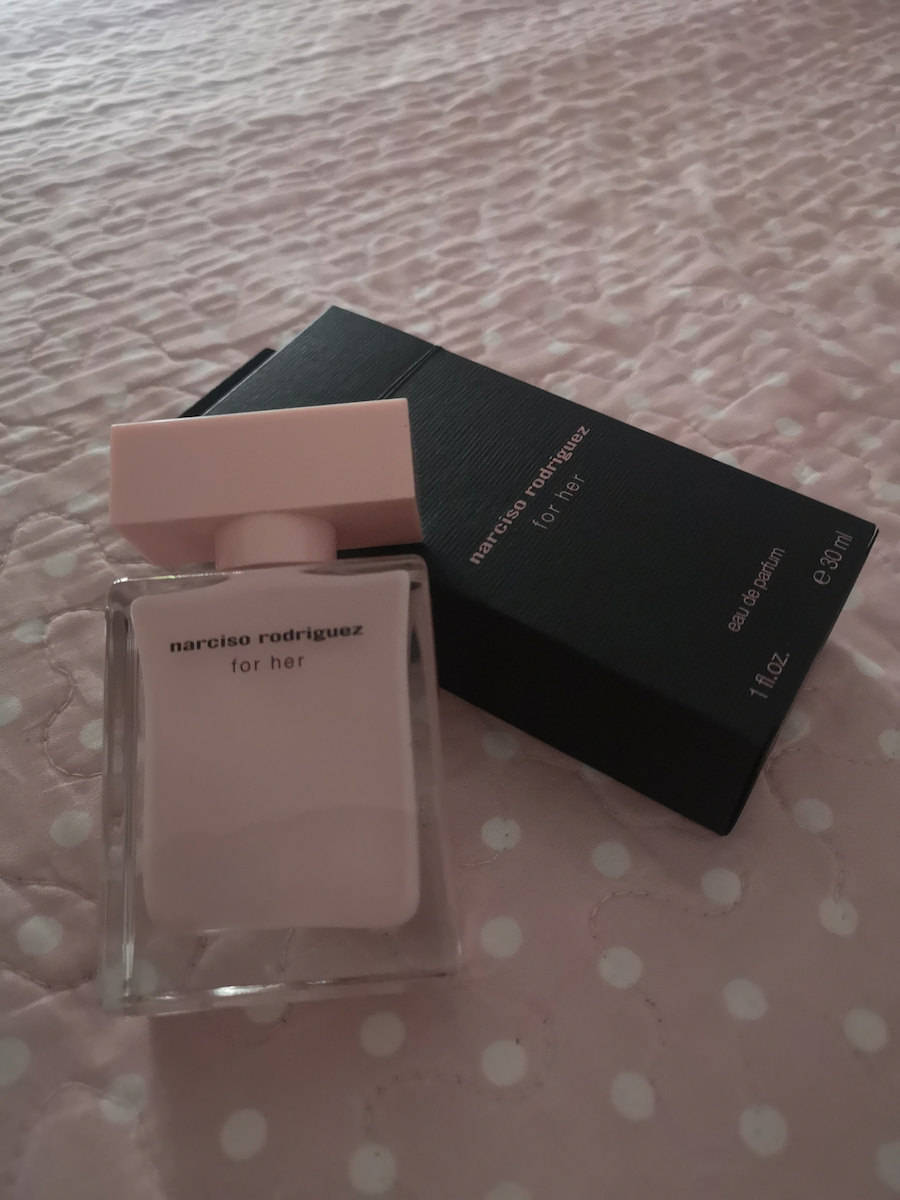 narciso rodriguez
for her
narciso rodriguez
for her
eau de parfum
1 fl.oz.
℮ 30 ml